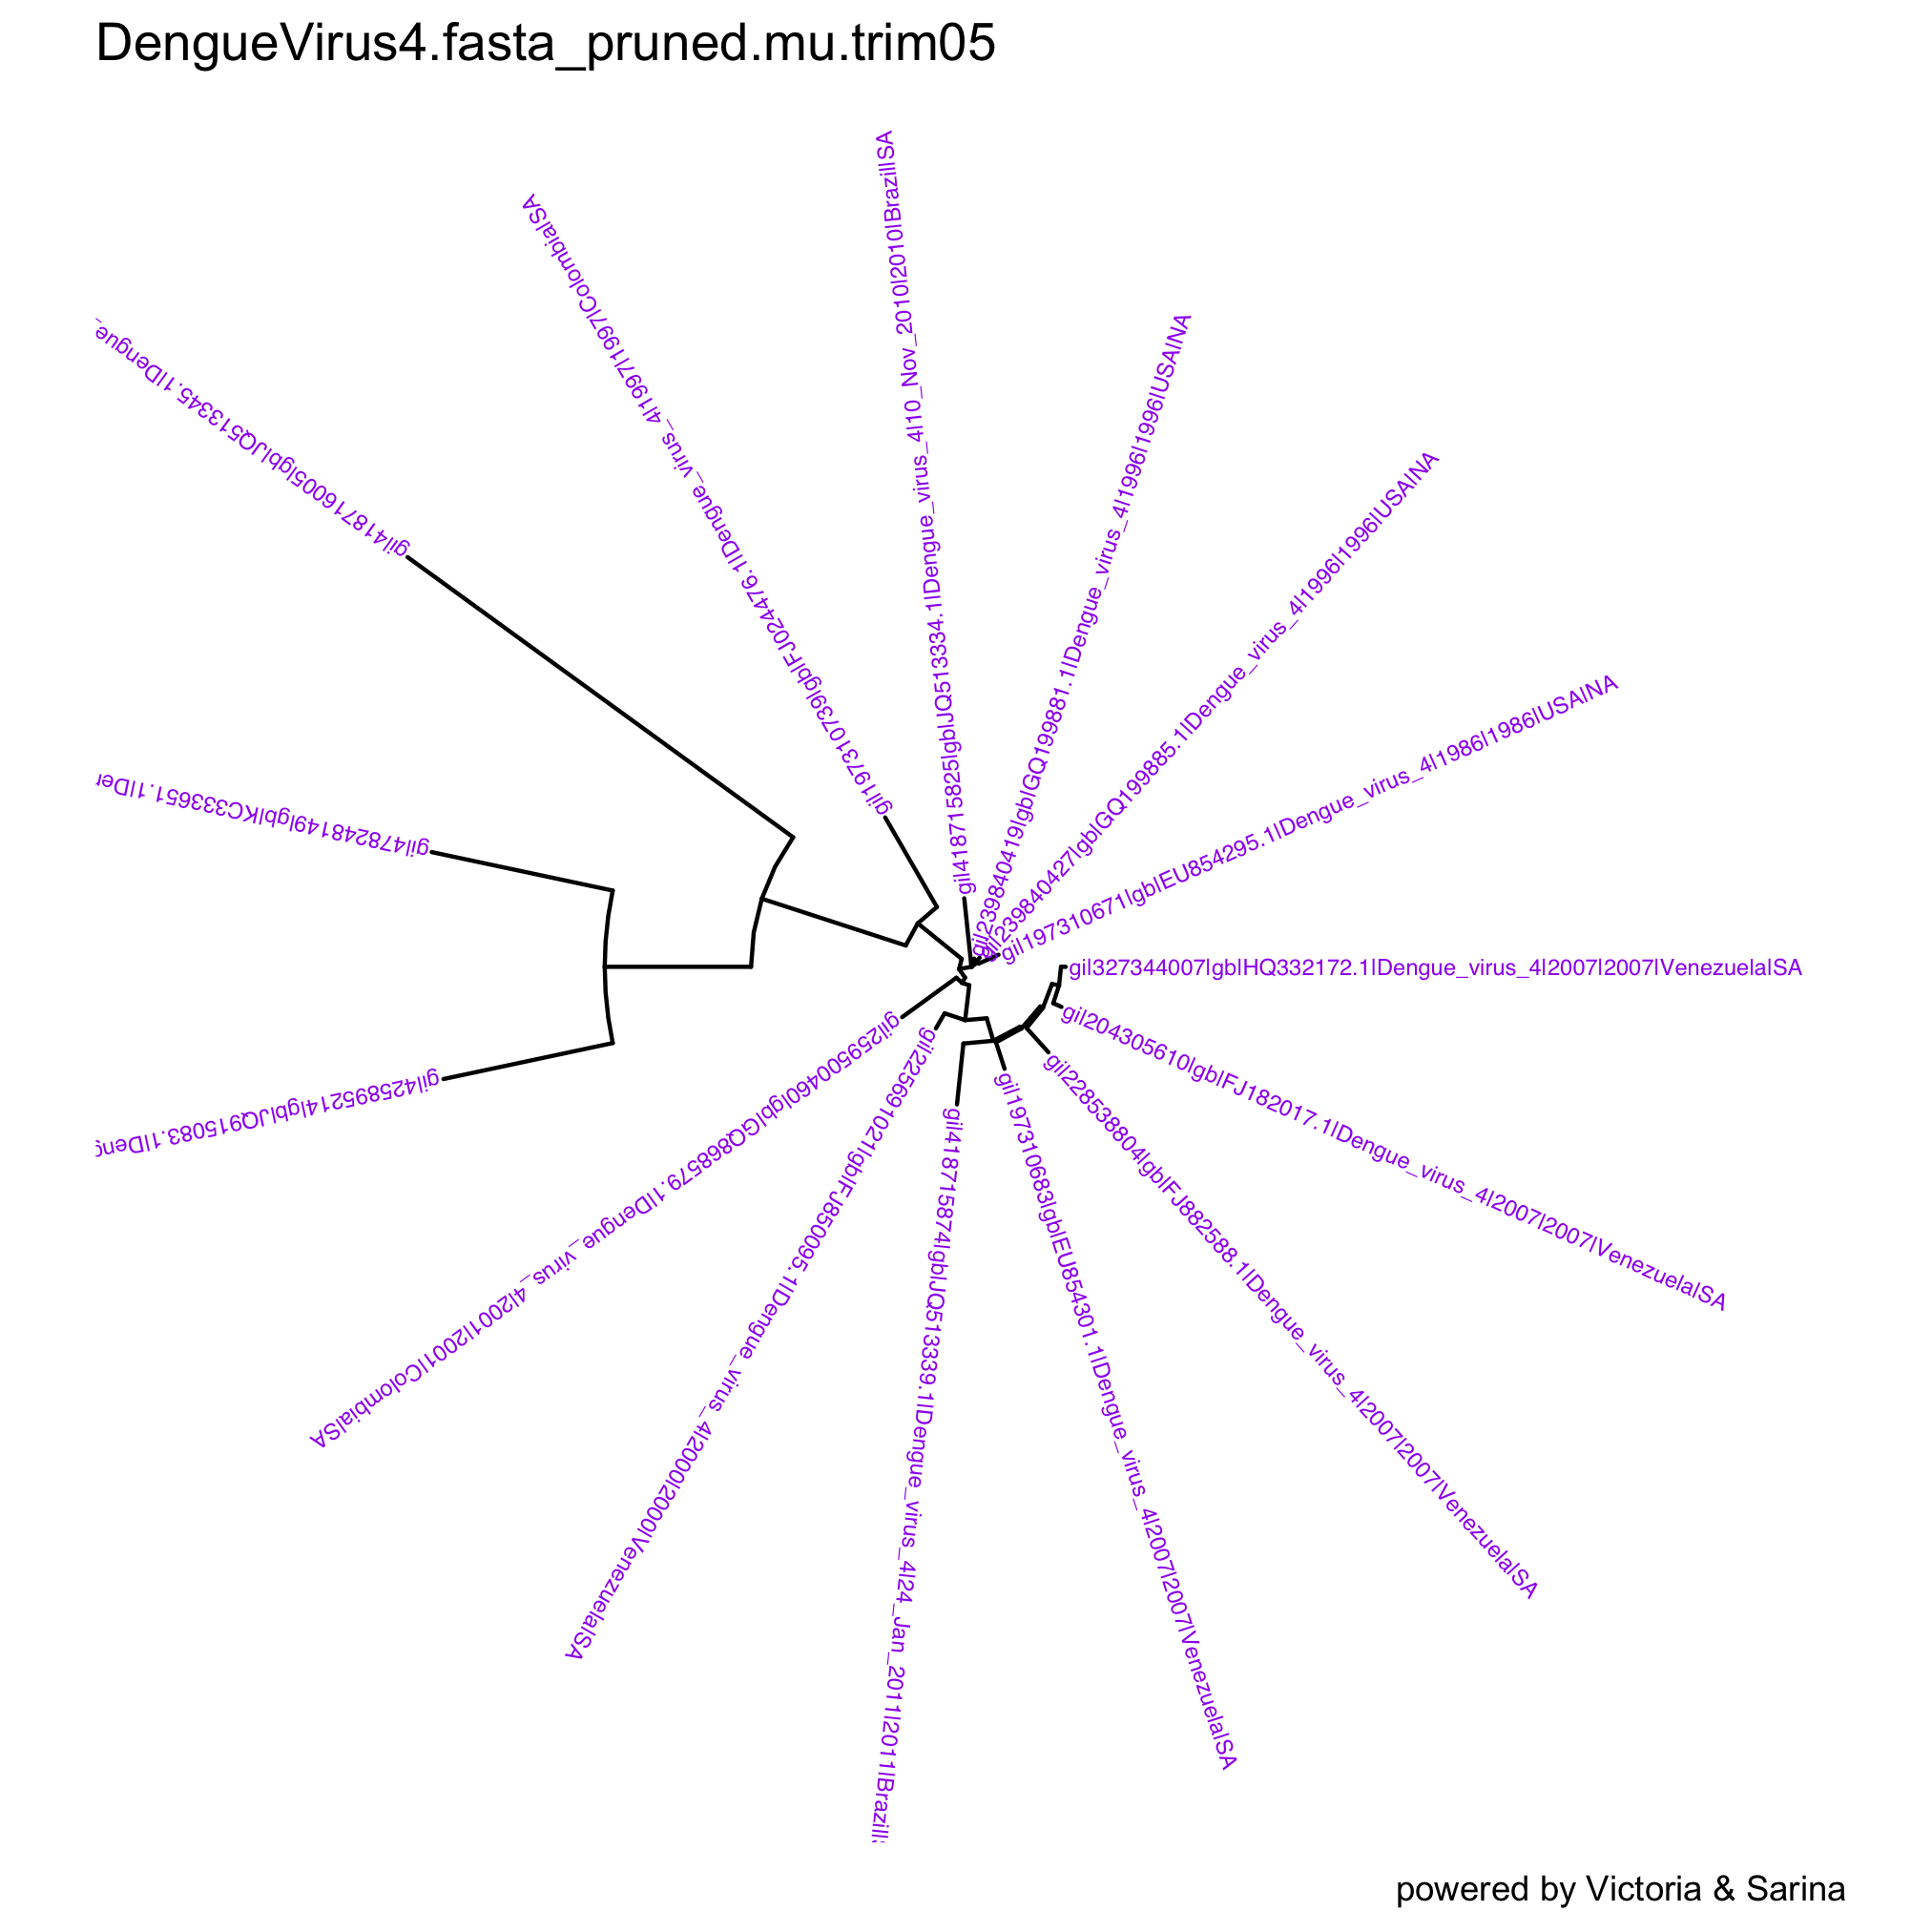 DengueVirus4.fasta_pruned.mu.trim05
gi|418715825|gb|JQ513334.1|Dengue_virus_4|10_Nov_2010|2010|Brazil|SA
gi|197310739|gb|FJ024476.1|Dengue_virus_4|1997|1997|Colombia|SA
gi|418716005|gb|JQ513345.1|Dengue_
gi|239840419|gb|GQ199881.1|Dengue_virus_4|1996|1996|USA|NA
gi|239840427|gb|GQ199885.1|Dengue_virus_4|1996|1996|USA|NA
gi|197310671|gb|EU854295.1|Dengue_virus_4|1986|1986|USA|NA
gi|478248149|gb|KC333651.1|Der
gi|327344007|gb|HQ332172.1|Dengue_virus_4|2007|2007|Venezuela|SA
gi|204305610|gb|FJ182017.1|Dengue_virus_4|2007|2007|Venezuela|SA
gi|425895214|gb|JQ915083.1|Deng
gi|259500460|gb|GQ868579.1|Dengue_virus_4|2001|2001|Colombia|SA
gi|225691021|gb|FJ850095.1|Dengue_virus_4|2000|2000|Venezuela|SA
gi|228538804|gb|FJ882588.1|Dengue_virus_4|2007|2007|Venezuela|SA
gi|197310683|gb|EU854301.1|Dengue_virus_4|2007|2007|Venezuela|SA
gi|418715874|gb|JQ513339.1|Dengue_virus_4|24_Jan_2011|2011|Brazil|
powered by Victoria & Sarina